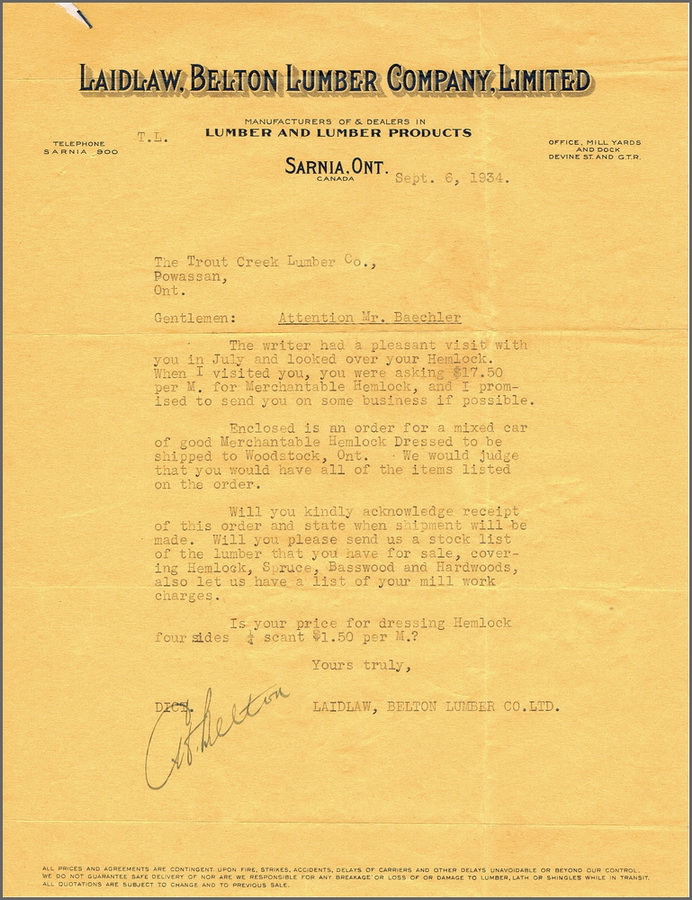 LAIDLAW, BELTON LUMBER COMPANY, LIMITED
MANUFACTURERS OF & DEALERS IN
LUMBER AND LUMBER PRODUCTS
T.L.
TELEPHONE
SARNIA 900
OFFICE, MILL YARDS
AND DOCK
DEVINE ST. AND G.T.R.
SARNIA, ONT.
CANADA
Sept. 6, 1934.
The Trout Creek Lumber Co.,
Powassan,
Ont.
Gentlemen: Attention Mr. Baechler
The writer had a pleasant visit with
you in July and looked over your Hemlock.
When I visited you, you were asking $17.50
per M. for Merchantable Hemlock, and I prom-
ised to send you on some business if possible.
Enclosed is an order for a mixed car
of good Merchantable Hemlock Dressed to be
shipped to Woodstock, Ont. We would judge
that you would have all of the items listed
on the order.
Will you kindly acknowledge receipt
of this order and state when shipment will be
made. Will you please send us a stock list
of the lumber that you have for sale, cover-
ing Hemlock, Spruce, Basswood and Hardwoods,
also let us have a list of your mill work
charges.
Is your price for dressing Hemlock
four sides ¼ scant $1.50 per M.?
Yours truly,
LAIDLAW, BELTON LUMBER CO.LTD.
Belton
ALL PRICES AND AGREEMENTS ARE CONTINGENT UPON FIRE, STRIKES, ACCIDENTS, DELAYS OF CARRIERS AND OTHER DELAYS UNAVOIDABLE OR BEYOND OUR CONTROL.
WE DO NOT GUARANTEE SAFE DELIVERY OF NOR ARE WE RESPONSIBLE FOR ANY BREAKAGE OR LOSS OF OR DAMAGE TO LUMBER, LATH OR SHINGLES WHILE IN TRANSIT.
ALL QUOTATIONS ARE SUBJECT TO CHANGE AND TO PREVIOUS SALE.